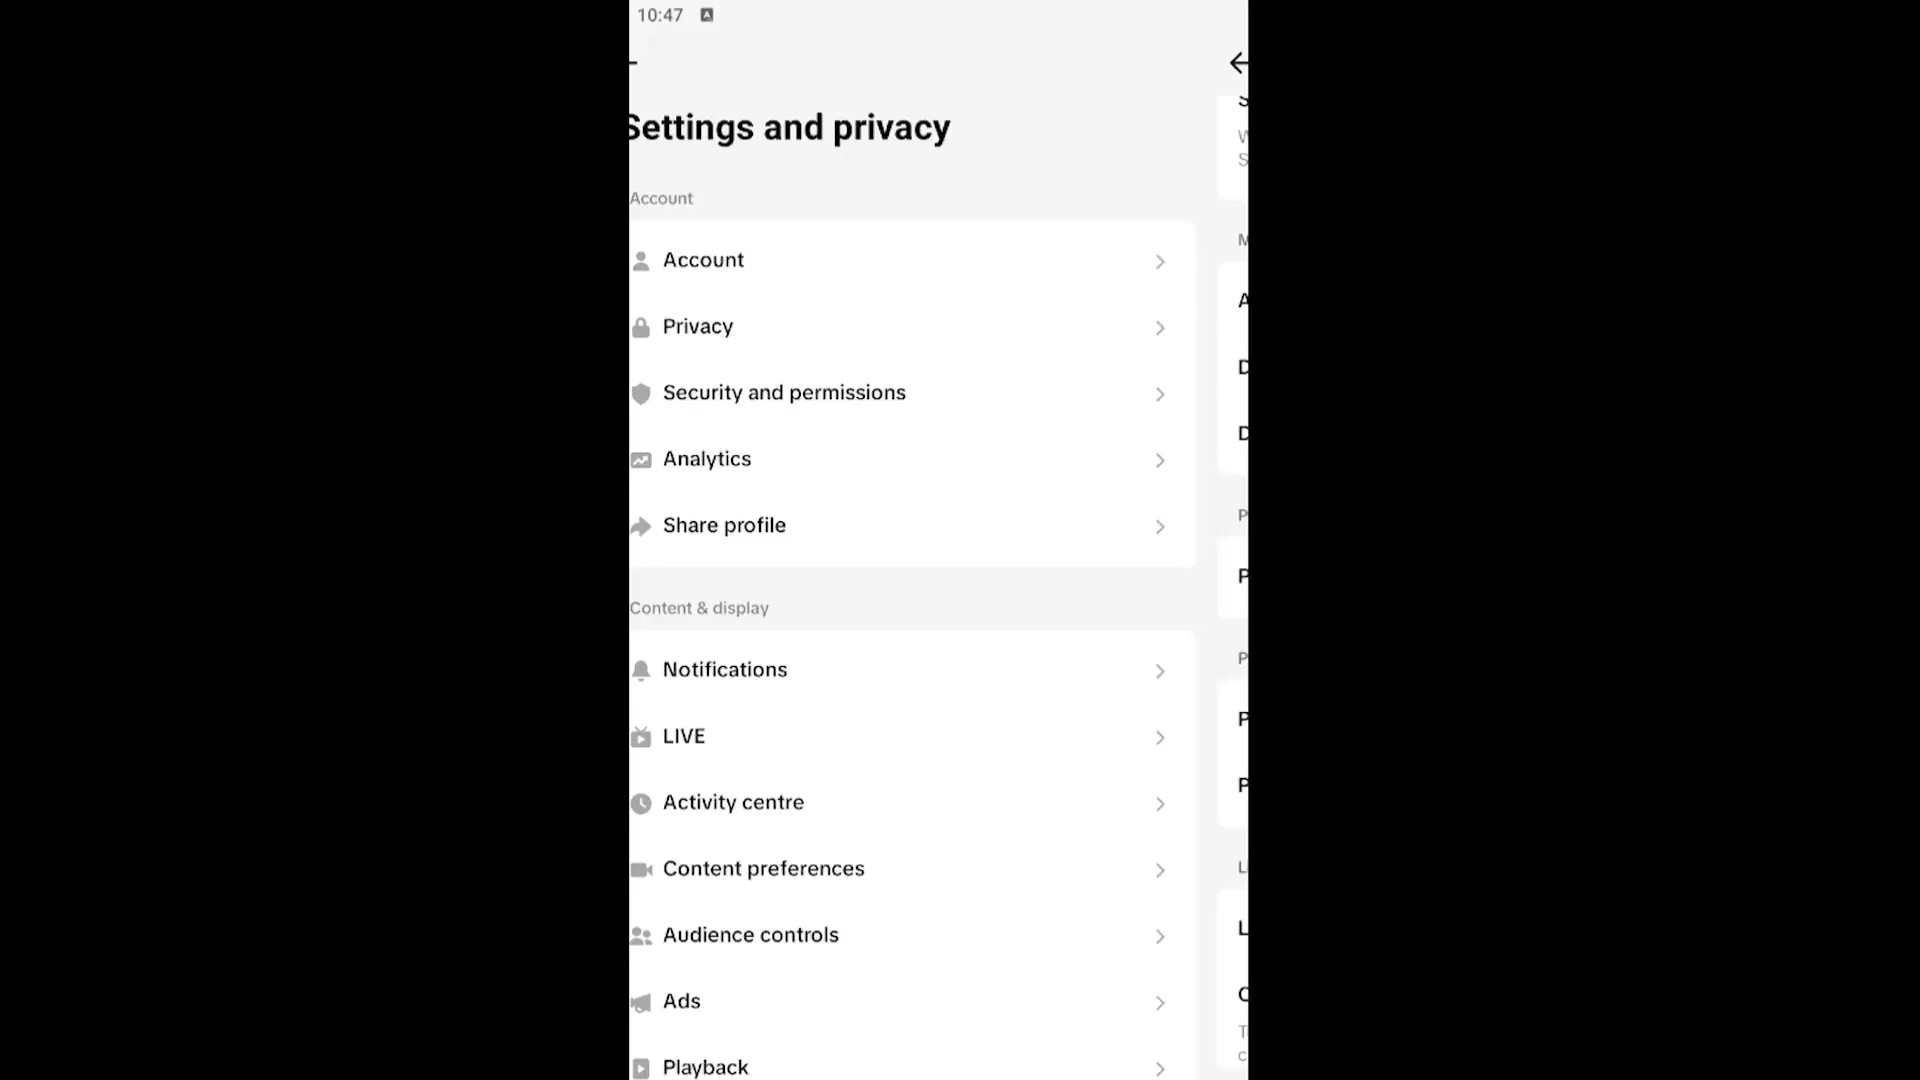 10:47
Settings and privacy
Account
Account
Privacy
Security and permissions
Analytics
Share profile
Content & display
Notifications
LIVE
Activity centre
Content preferences
Audience controls
Ads
Playback